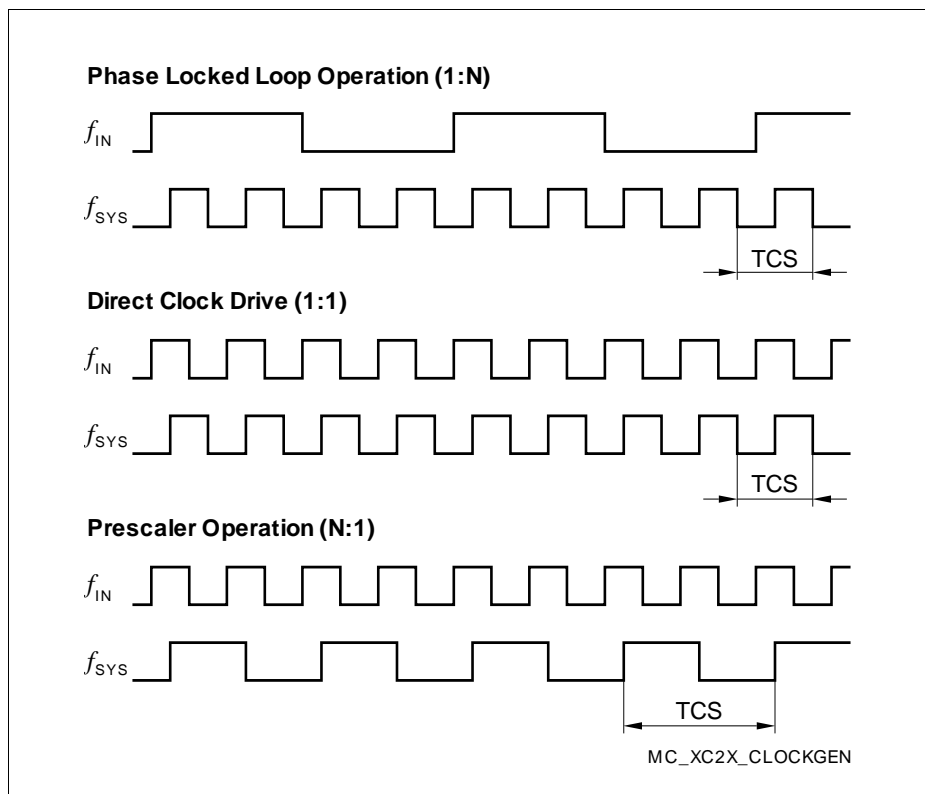 Phase Locked Loop Operation (1:N)
fIN
fSYS
TCS
Direct Clock Drive (1:1)
fIN
fSYS
TCS
Prescaler Operation (N:1)
fIN
fSYS
TCS
MC_XC2X_CLOCKGEN